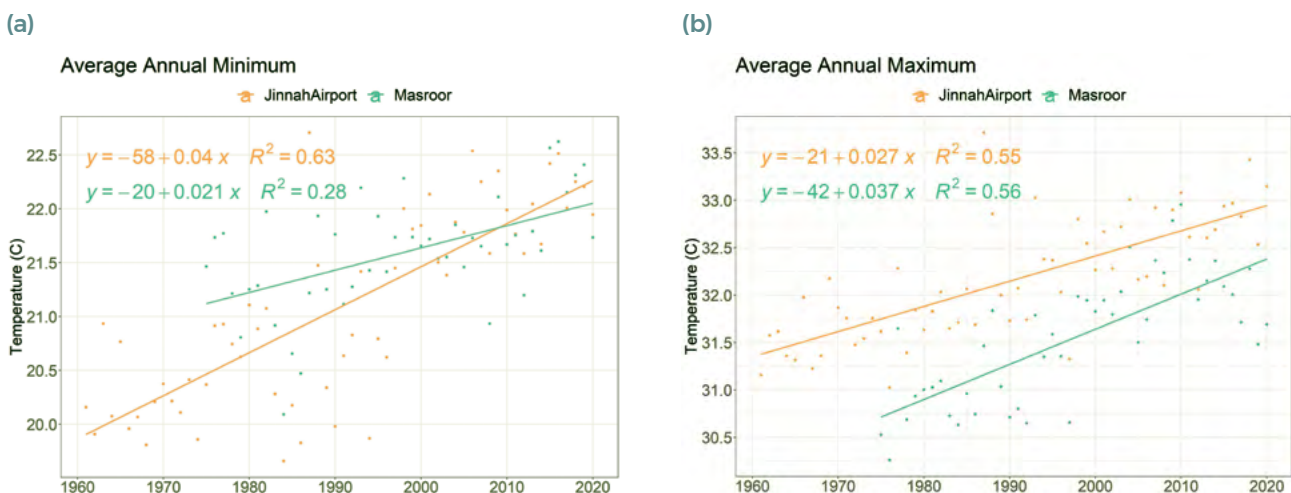 (a)
Average Annual Minimum
a JinnahAirport a Masroor
y = −58 + 0.04 x R² = 0.63
y = −20 + 0.021 x R² = 0.28
Temperature (C)
22.5
22.0
21.5
21.0
20.5
20.0
1960 1970 1980 1990 2000 2010 2020
(b)
Average Annual Maximum
a JinnahAirport a Masroor
y = −21 + 0.027 x R² = 0.55
y = −42 + 0.037 x R² = 0.56
Temperature (C)
33.5
33.0
32.5
32.0
31.5
31.0
30.5
1960 1970 1980 1990 2000 2010 2020